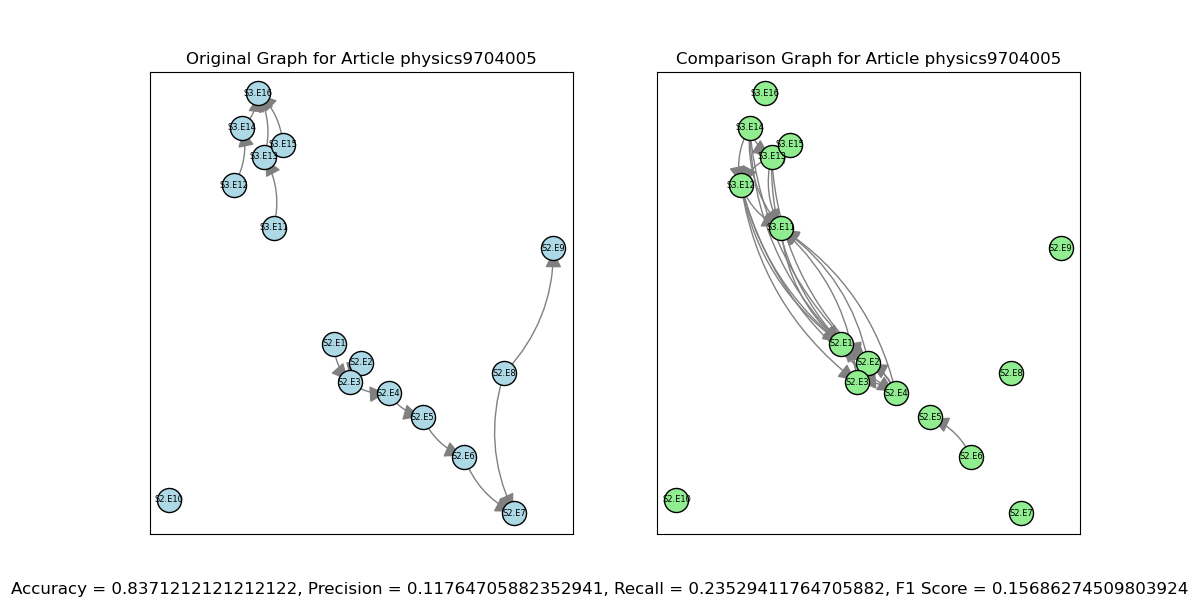 Original Graph for Article physics9704005
S3.E16
S3.E14
S3.E15
S3.E13
S3.E12
S3.E11
S2.E9
S2.E1
S2.E2
S2.E8
S2.E3
S2.E4
S2.E5
S2.E6
S2.E10
S2.E7
Comparison Graph for Article physics9704005
S3.E16
S3.E14
S3.E15
S3.E13
S3.E12
S3.E11
S2.E9
S2.E1
S2.E2
S2.E8
S2.E3
S2.E4
S2.E5
S2.E6
S2.E10
S2.E7
Accuracy = 0.8371212121212122, Precision = 0.11764705882352941, Recall = 0.23529411764705882, F1 Score = 0.15686274509803924